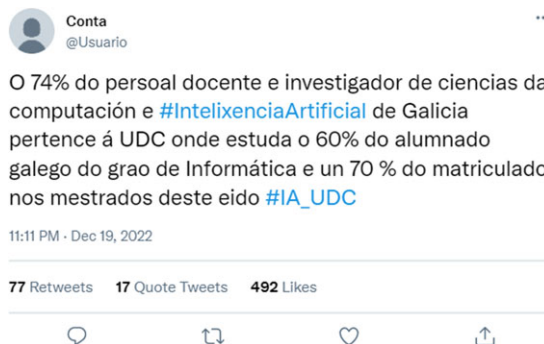 Conta
@Usuario
O 74% do persoal docente e investigador de ciencias da
computación e #IntelixenciaArtificial de Galicia
pertence á UDC onde estuda o 60% do alumnado
galego do grao de Informática e un 70 % do matriculado
nos mestrados deste eido #IA_UDC
11:11 PM · Dec 19, 2022
77 Retweets 17 Quote Tweets 492 Likes